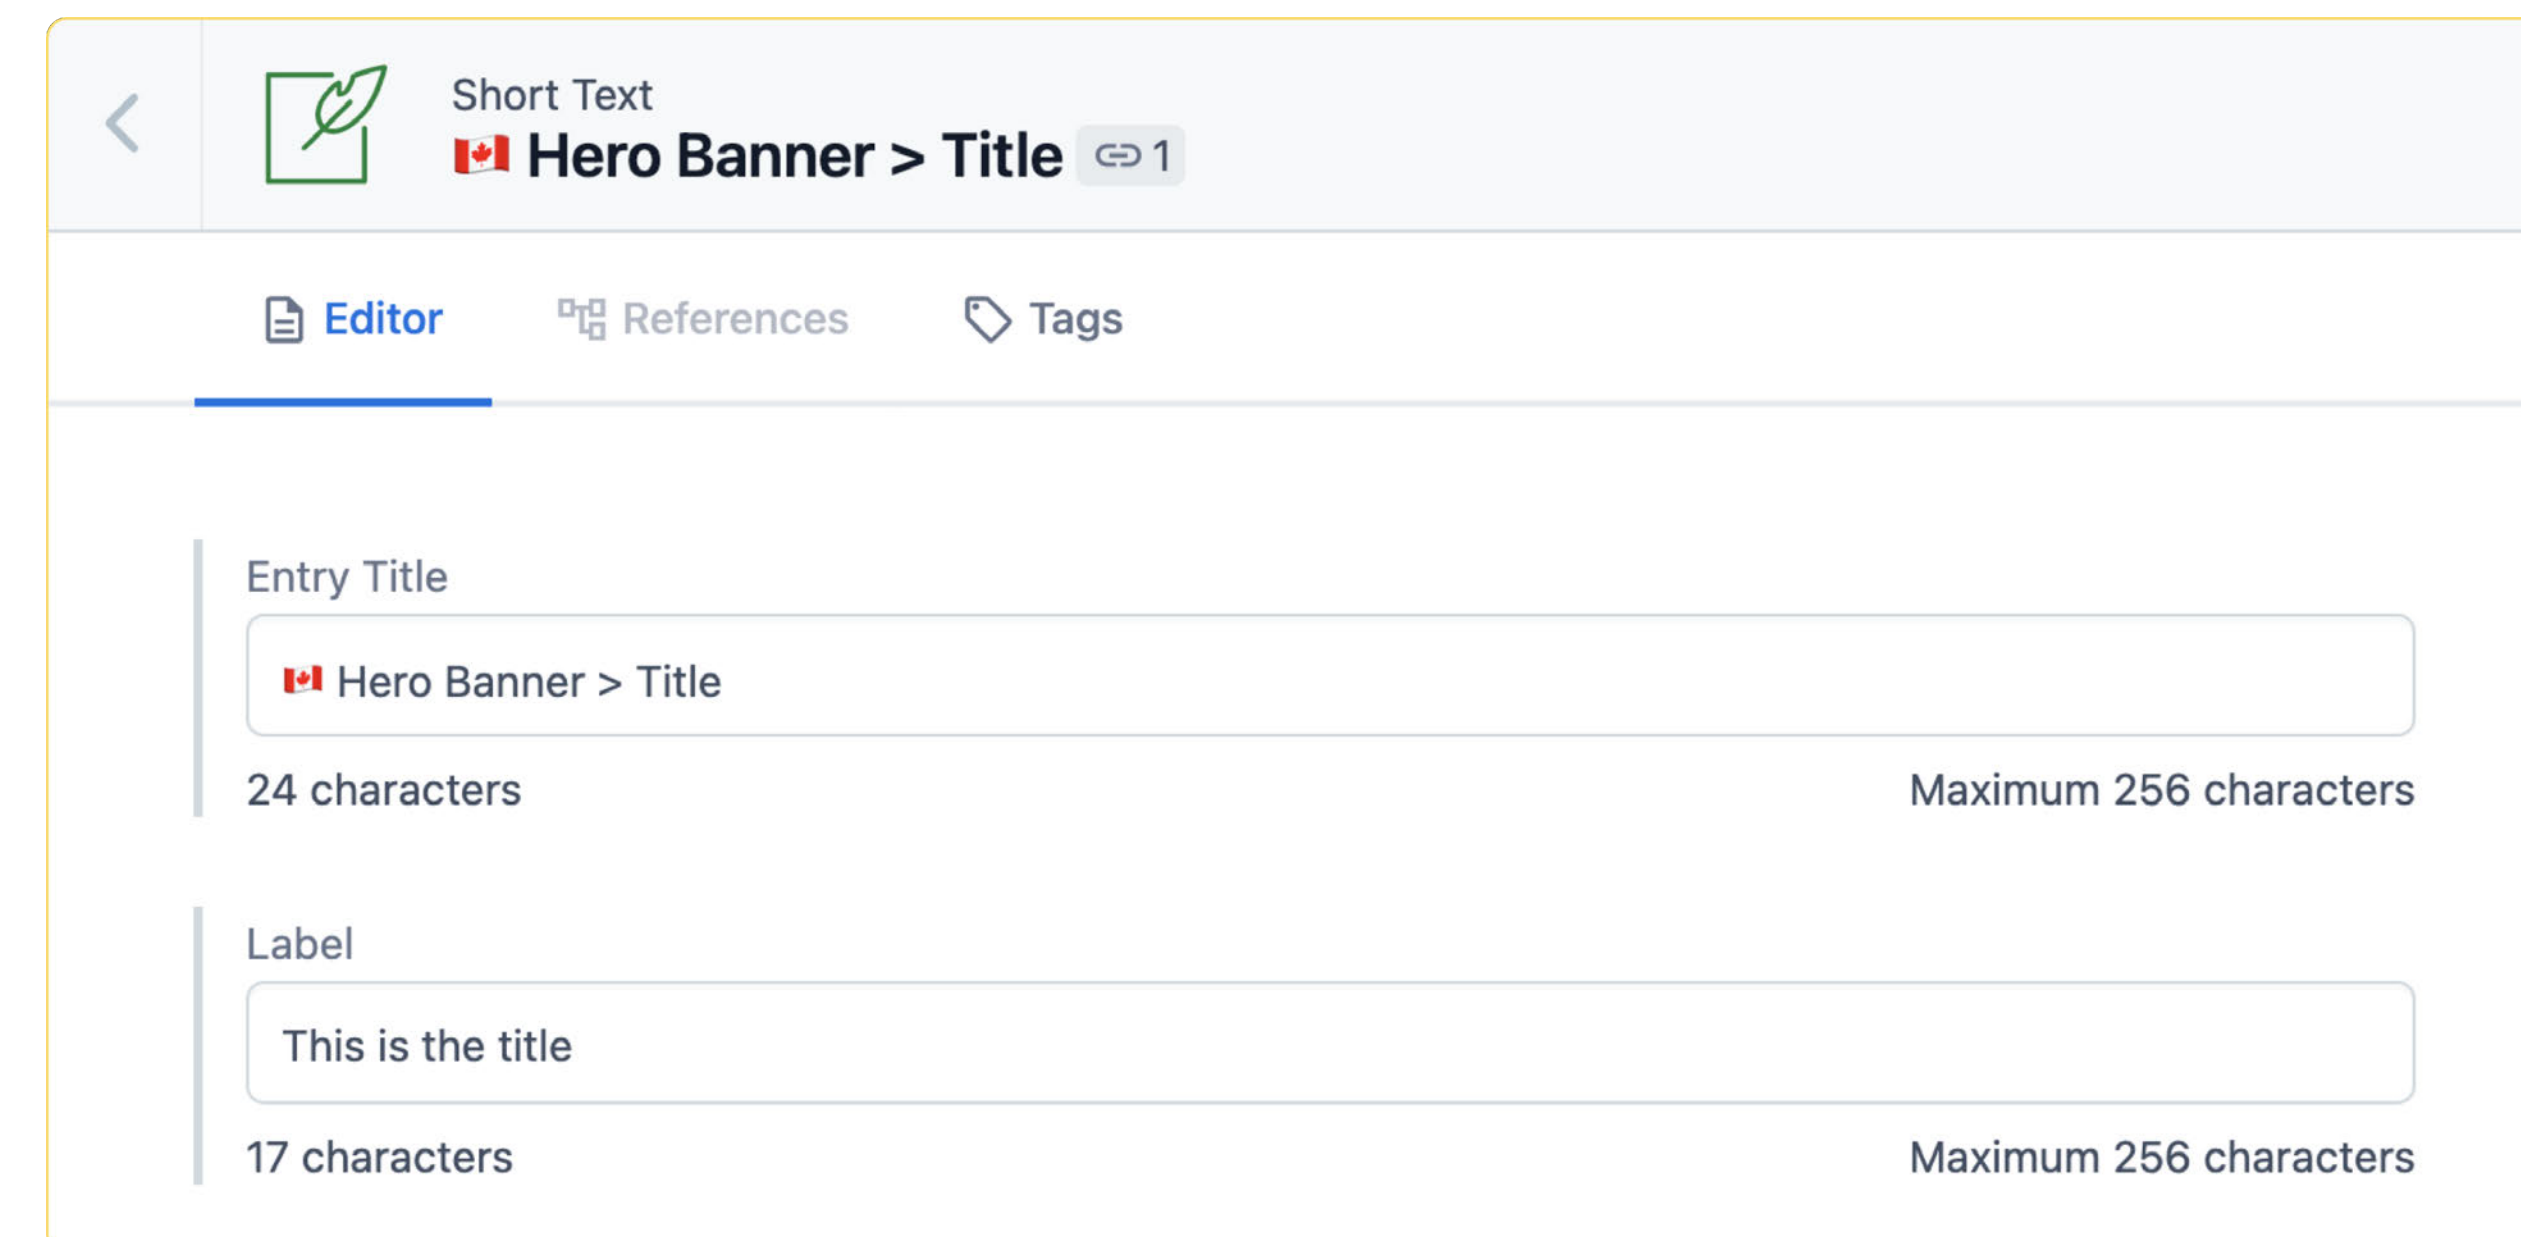 Short Text
🇨🇦 Hero Banner > Title 1
Editor References Tags
Entry Title
🇨🇦 Hero Banner > Title
24 characters Maximum 256 characters
Label
This is the title
17 characters Maximum 256 characters